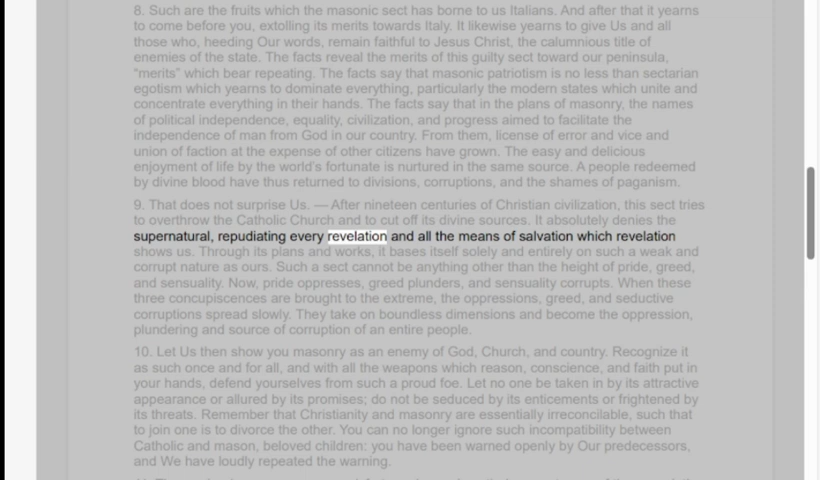 8. Such are the fruits which the masonic sect has borne to us Italians. And after that it yearns
to come before you, extolling its merits towards Italy. It likewise yearns to give Us and all
those who, heeding Our words, remain faithful to Jesus Christ, the calumnious title of
enemies of the state. The facts reveal the merits of this guilty sect toward our peninsula,
"merits" which bear repeating. The facts say that masonic patriotism is no less than sectarian
egotism which yearns to dominate everything, particularly the modern states which unite and
concentrate everything in their hands. The facts say that in the plans of masonry, the names
of political independence, equality, civilization, and progress aimed to facilitate the
independence of man from God in our country. From them, license of error and vice and
union of faction at the expense of other citizens have grown. The easy and delicious
enjoyment of life by the world's fortunate is nurtured in the same source. A people redeemed
by divine blood have thus returned to divisions, corruptions, and the shames of paganism.
9. That does not surprise Us. — After nineteen centuries of Christian civilization, this sect tries
to overthrow the Catholic Church and to cut off its divine sources. It absolutely denies the
supernatural, repudiating every revelation and all the means of salvation which revelation
shows us. Through its plans and works, it bases itself solely and entirely on such a weak and
corrupt nature as ours. Such a sect cannot be anything other than the height of pride, greed,
and sensuality. Now, pride oppresses, greed plunders, and sensuality corrupts. When these
three concupiscences are brought to the extreme, the oppressions, greed, and seductive
corruptions spread slowly. They take on boundless dimensions and become the oppression,
plundering and source of corruption of an entire people.
10. Let Us then show you masonry as an enemy of God, Church, and country. Recognize it
as such once and for all, and with all the weapons which reason, conscience, and faith put in
your hands, defend yourselves from such a proud foe. Let no one be taken in by its attractive
appearance or allured by its promises; do not be seduced by its enticements or frightened by
its threats. Remember that Christianity and masonry are essentially irreconcilable, such that
to join one is to divorce the other. You can no longer ignore such incompatibility between
Catholic and mason, beloved children: you have been warned openly by Our predecessors,
and We have loudly repeated the warning.